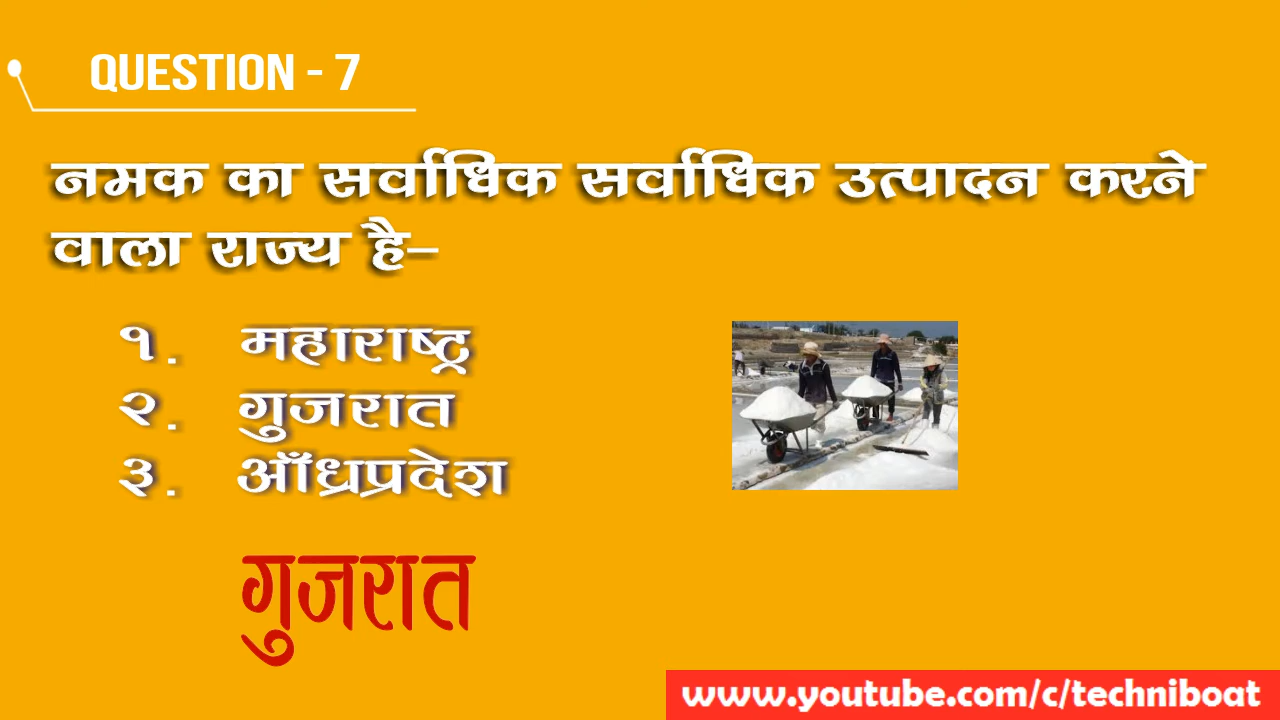 QUESTION - 7
नमक का सर्वाधिक सर्वाधिक उत्पादन करने
वाला राज्य है–
१. महाराष्ट्र
२. गुजरात
३. आँध्रप्रदेश
गुजरात
www.youtube.com/c/techniboat